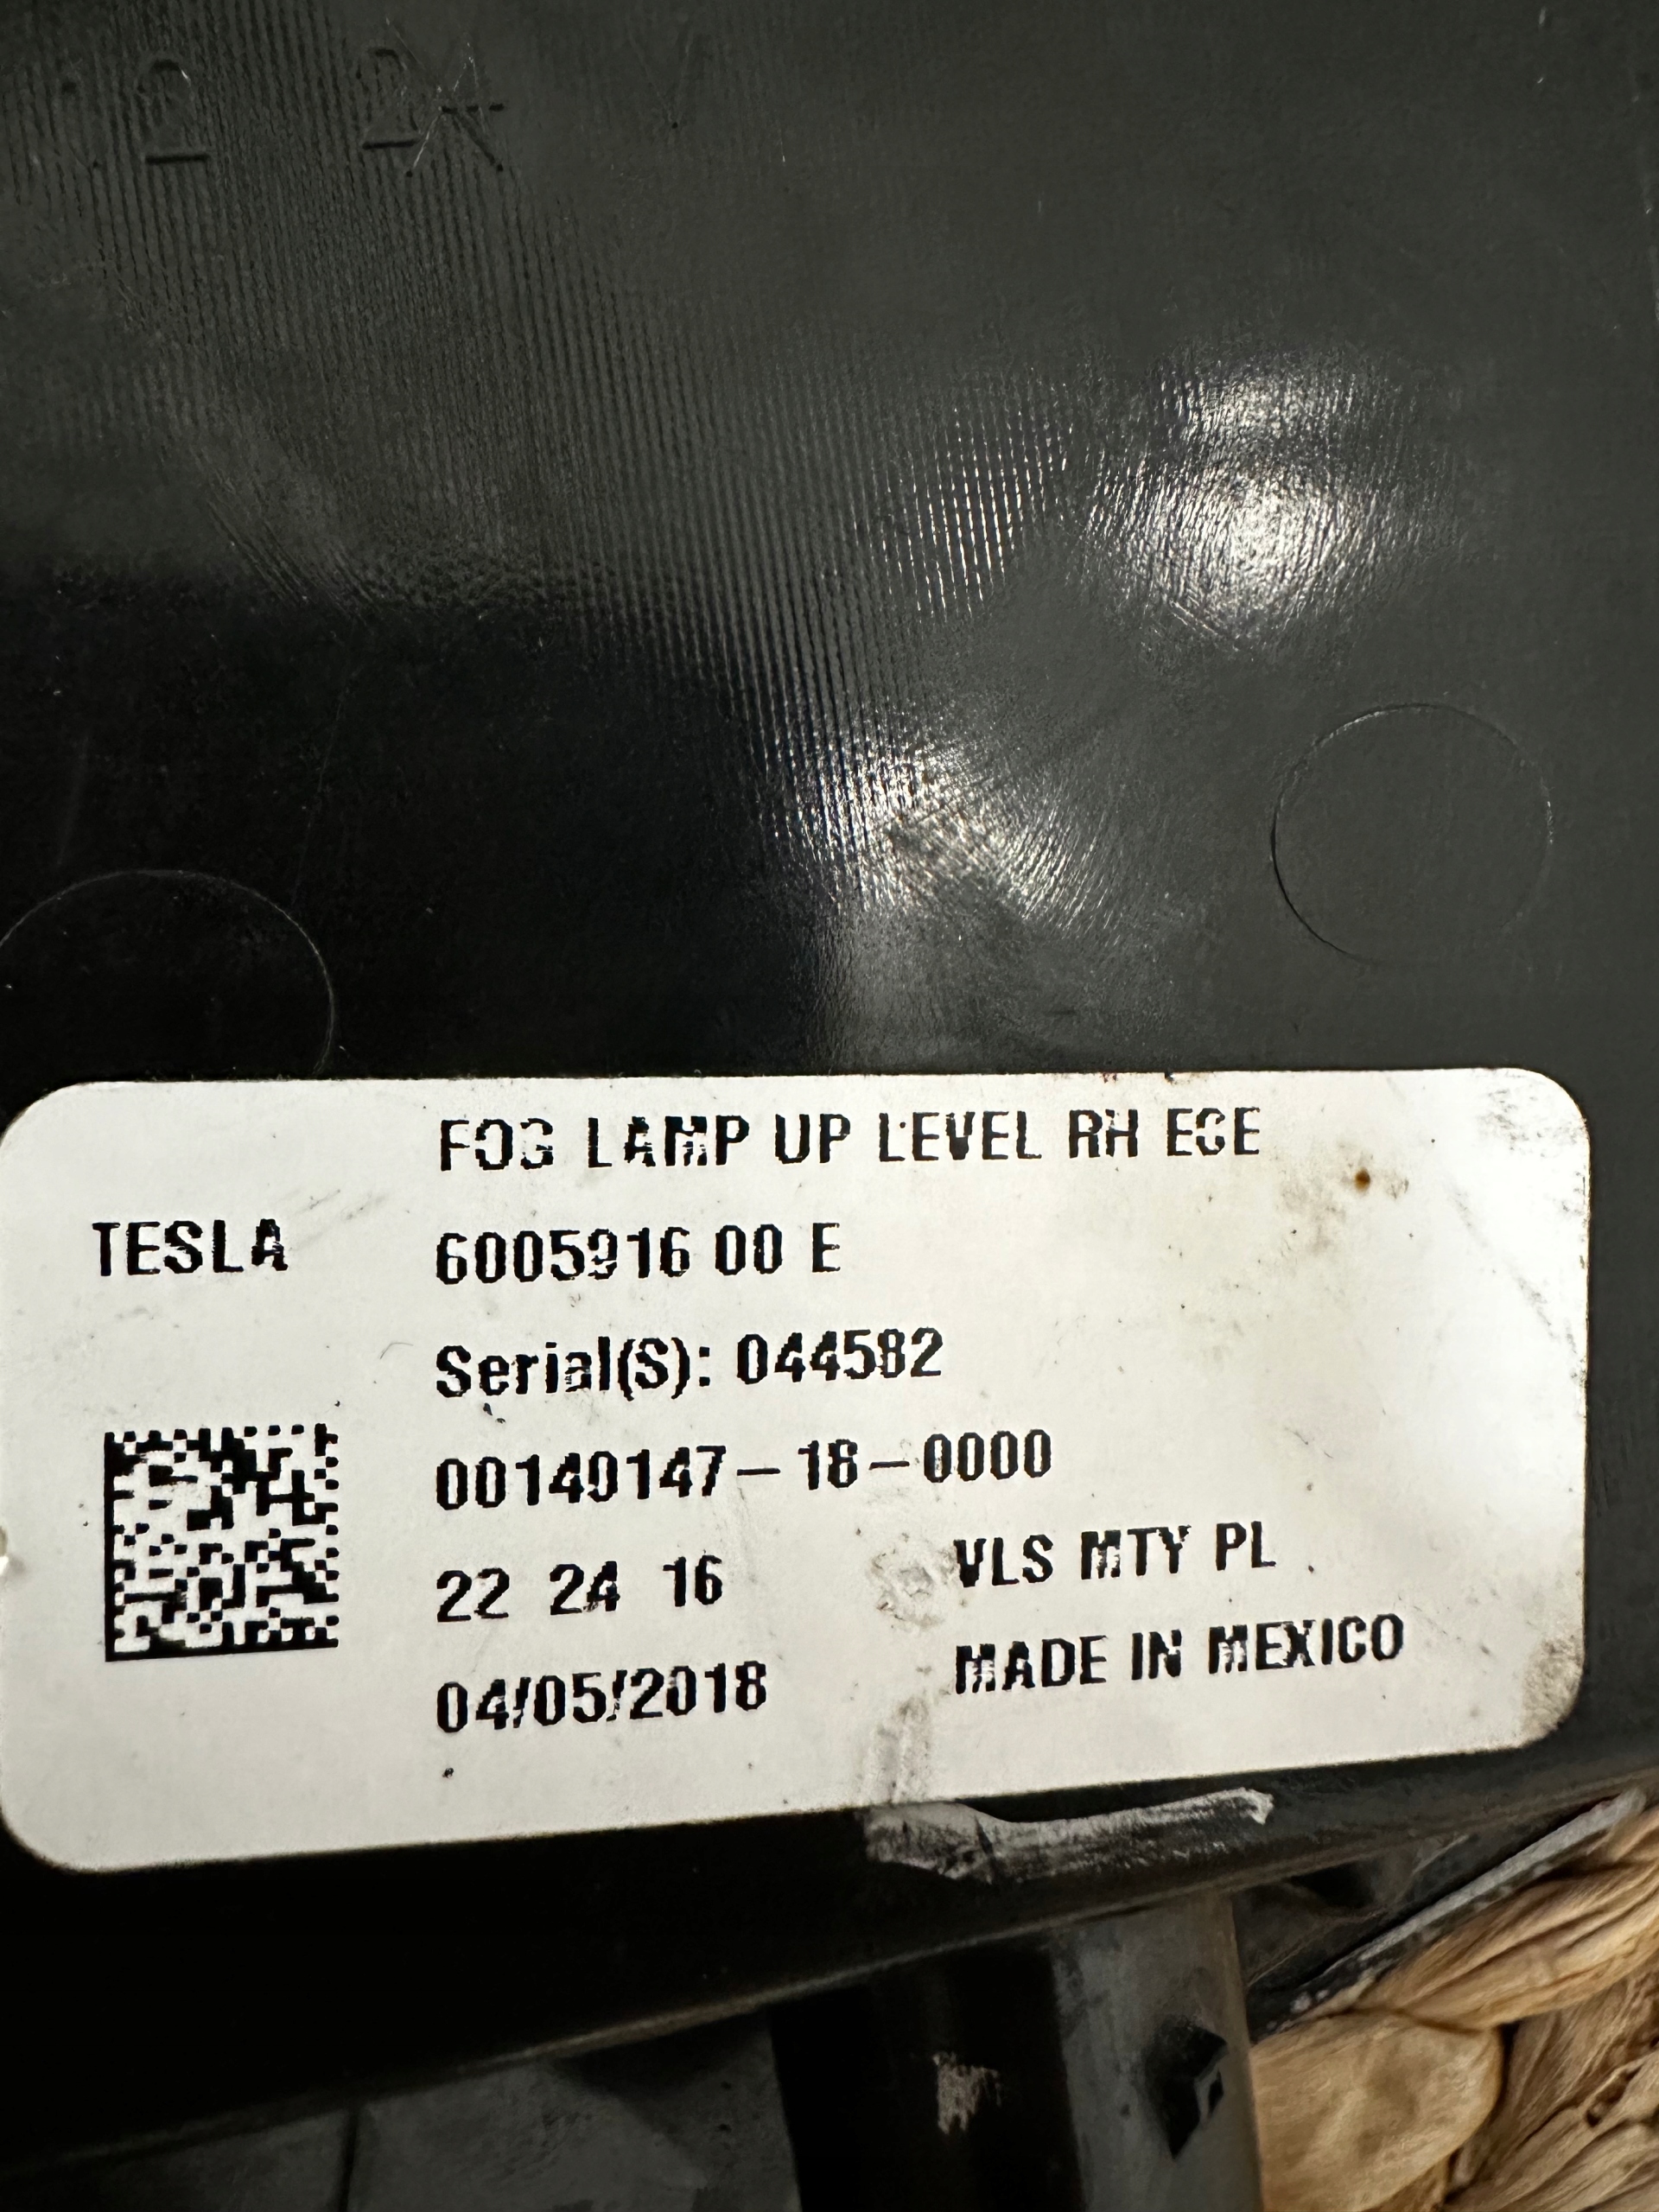 FOG LAMP UP LEVEL RH ECE
TESLA
6005916 00 E
Serial(S): 044582
00149147-18-0000
22 24 16
VLS MTY PL
04/05/2018
MADE IN MEXICO